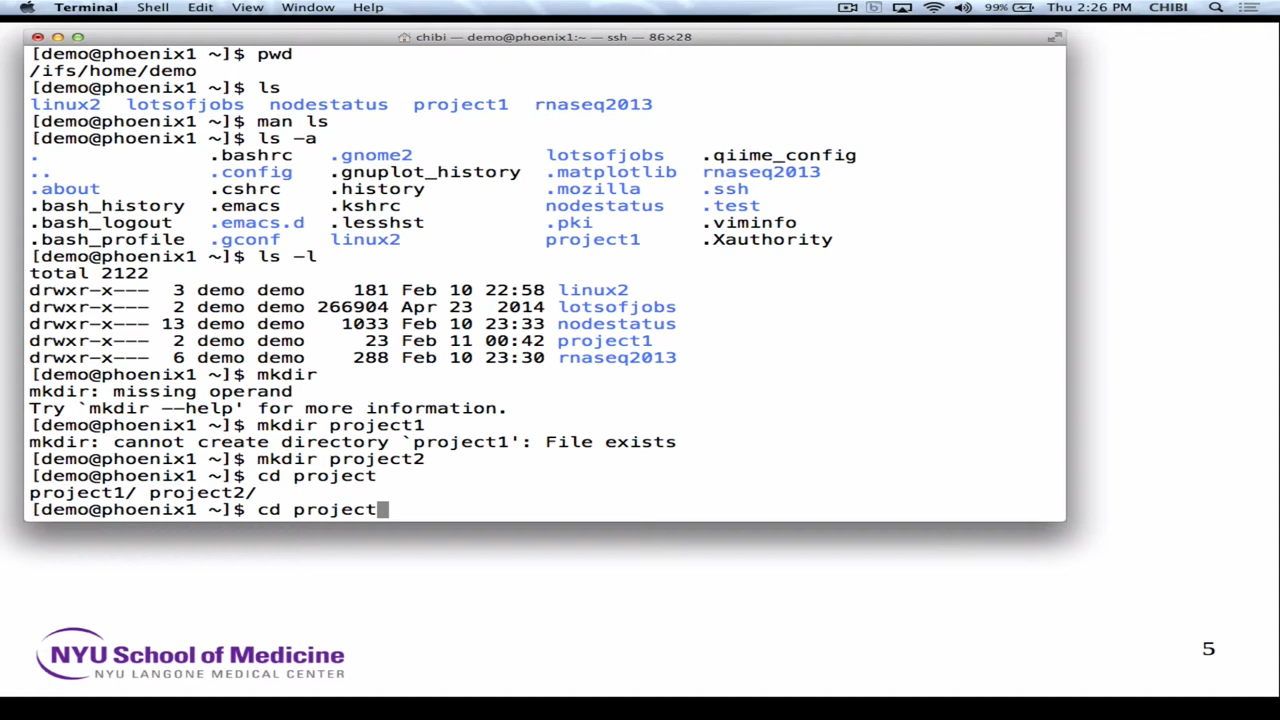 Terminal Shell Edit View Window Help 99% Thu 2:26 PM CHIBI
chibi — demo@phoenix1:~ — ssh — 86×28
[demo@phoenix1 ~]$ pwd
/ifs/home/demo
[demo@phoenix1 ~]$ ls
linux2 lotsofjobs nodestatus project1 rnaseq2013
[demo@phoenix1 ~]$ man ls
[demo@phoenix1 ~]$ ls -a
. .bashrc .gnome2 lotsofjobs .qiime_config
.. .config .gnuplot_history .matplotlib rnaseq2013
.about .cshrc .history .mozilla .ssh
.bash_history .emacs .kshrc nodestatus .test
.bash_logout .emacs.d .lesshst .pki .viminfo
.bash_profile .gconf linux2 project1 .Xauthority
[demo@phoenix1 ~]$ ls -l
total 2122
drwxr-x--- 3 demo demo 181 Feb 10 22:58 linux2
drwxr-x--- 2 demo demo 266904 Apr 23 2014 lotsofjobs
drwxr-x--- 13 demo demo 1033 Feb 10 23:33 nodestatus
drwxr-x--- 2 demo demo 23 Feb 11 00:42 project1
drwxr-x--- 6 demo demo 288 Feb 10 23:30 rnaseq2013
[demo@phoenix1 ~]$ mkdir
mkdir: missing operand
Try `mkdir --help' for more information.
[demo@phoenix1 ~]$ mkdir project1
mkdir: cannot create directory `project1': File exists
[demo@phoenix1 ~]$ mkdir project2
[demo@phoenix1 ~]$ cd project
project1/ project2/
[demo@phoenix1 ~]$ cd project
NYU School of Medicine
NYU LANGONE MEDICAL CENTER
5